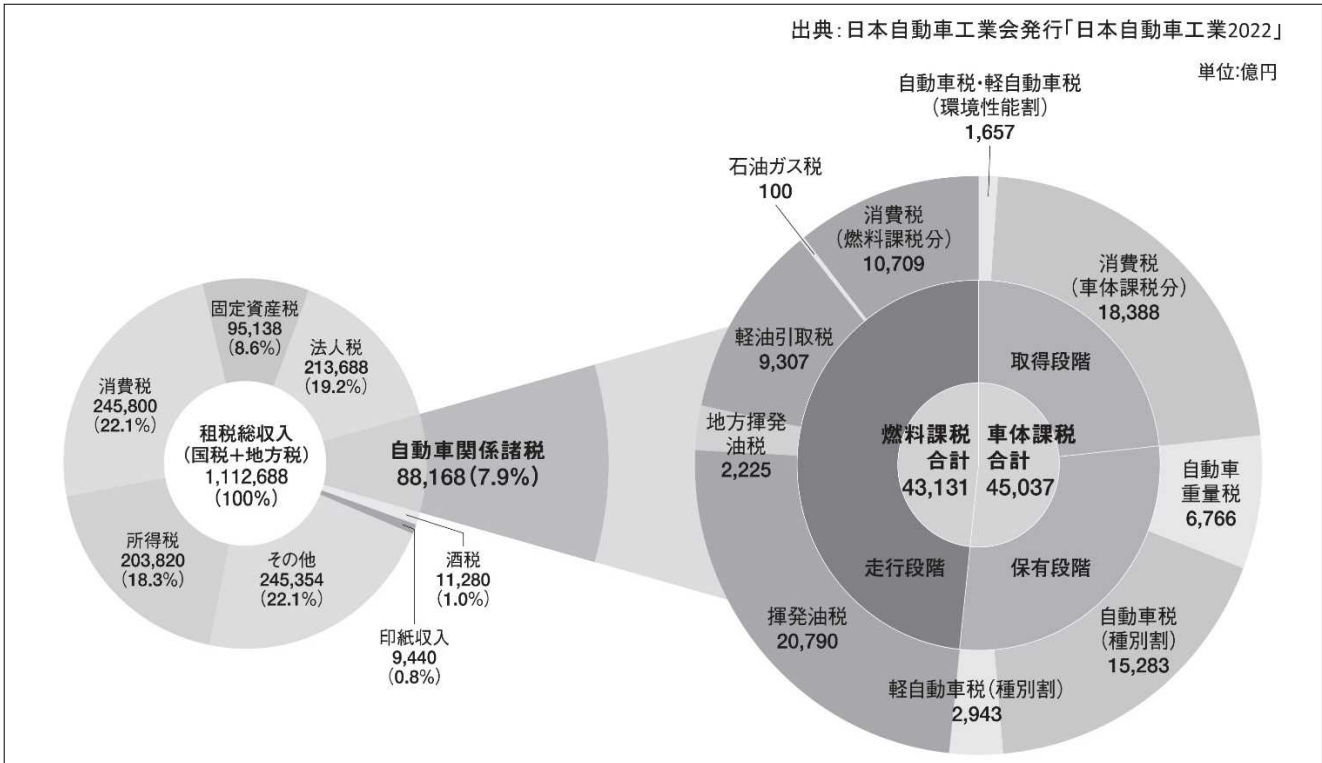 出典:日本自動車工業会発行「日本自動車工業2022」
単位:億円
固定資産税
95,138
(8.6%)
法人税
213,688
(19.2%)
消費税
245,800
(22.1%)
租税総収入
(国税+地方税)
1,112,688
(100%)
自動車関係諸税
88,168(7.9%)
所得税
203,820
(18.3%)
その他
245,354
(22.1%)
酒税
11,280
(1.0%)
印紙収入
9,440
(0.8%)
自動車税・軽自動車税
(環境性能割)
1,657
石油ガス税
100
消費税
(燃料課税分)
10,709
消費税
(車体課税分)
18,388
軽油引取税
9,307
取得段階
地方揮発
油税
2,225
燃料課税
合計
43,131
車体課税
合計
45,037
自動車
重量税
6,766
走行段階
保有段階
揮発油税
20,790
自動車税
(種別割)
15,283
軽自動車税(種別割)
2,943